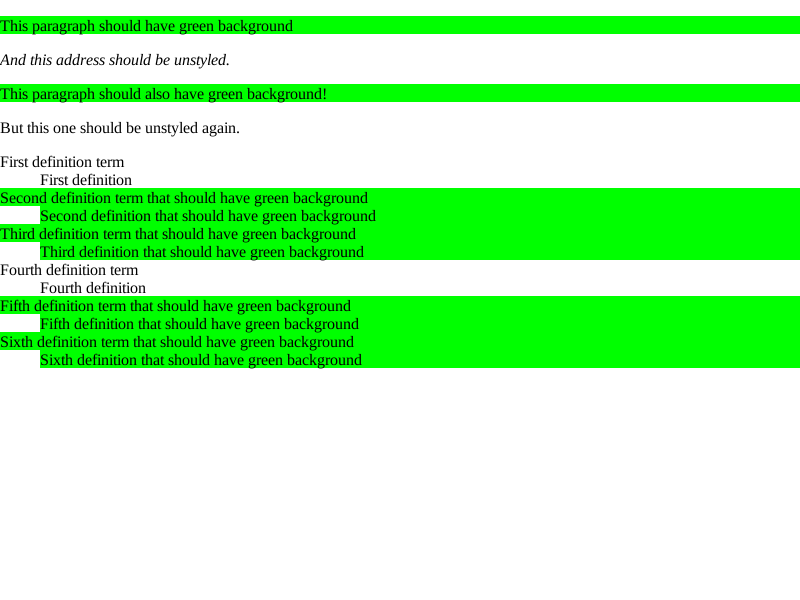 This paragraph should have green background
And this address should be unstyled.
This paragraph should also have green background!
But this one should be unstyled again.
First definition term
First definition
Second definition term that should have green background
Second definition that should have green background
Third definition term that should have green background
Third definition that should have green background
Fourth definition term
Fourth definition
Fifth definition term that should have green background
Fifth definition that should have green background
Sixth definition term that should have green background
Sixth definition that should have green background